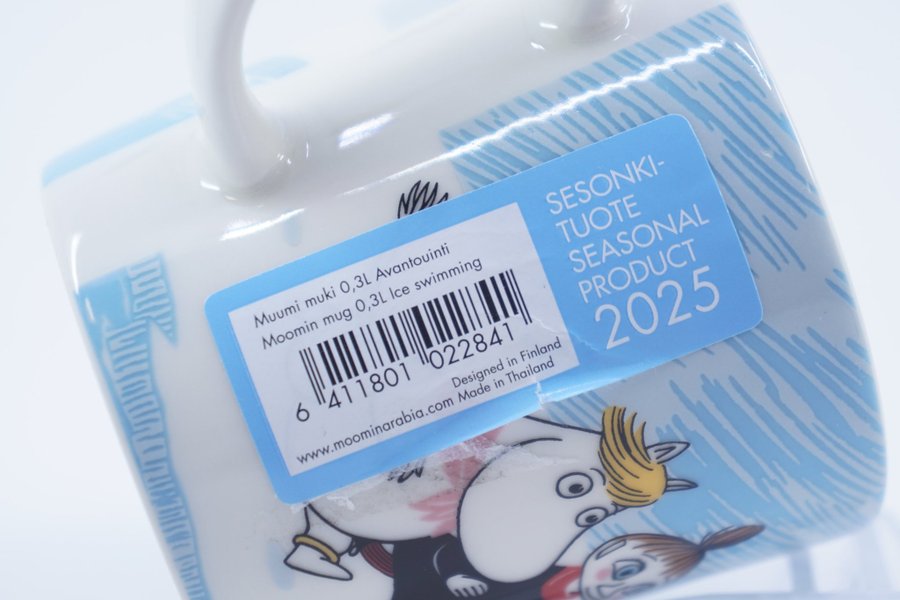 Muumi muki 0,3L Avantouinti
Moomin mug 0,3L Ice swimming
6 411801 022841
Designed in Finland
www.moominarabia.com Made in Thailand
SESONKI-
TUOTE
SEASONAL
PRODUCT
2025